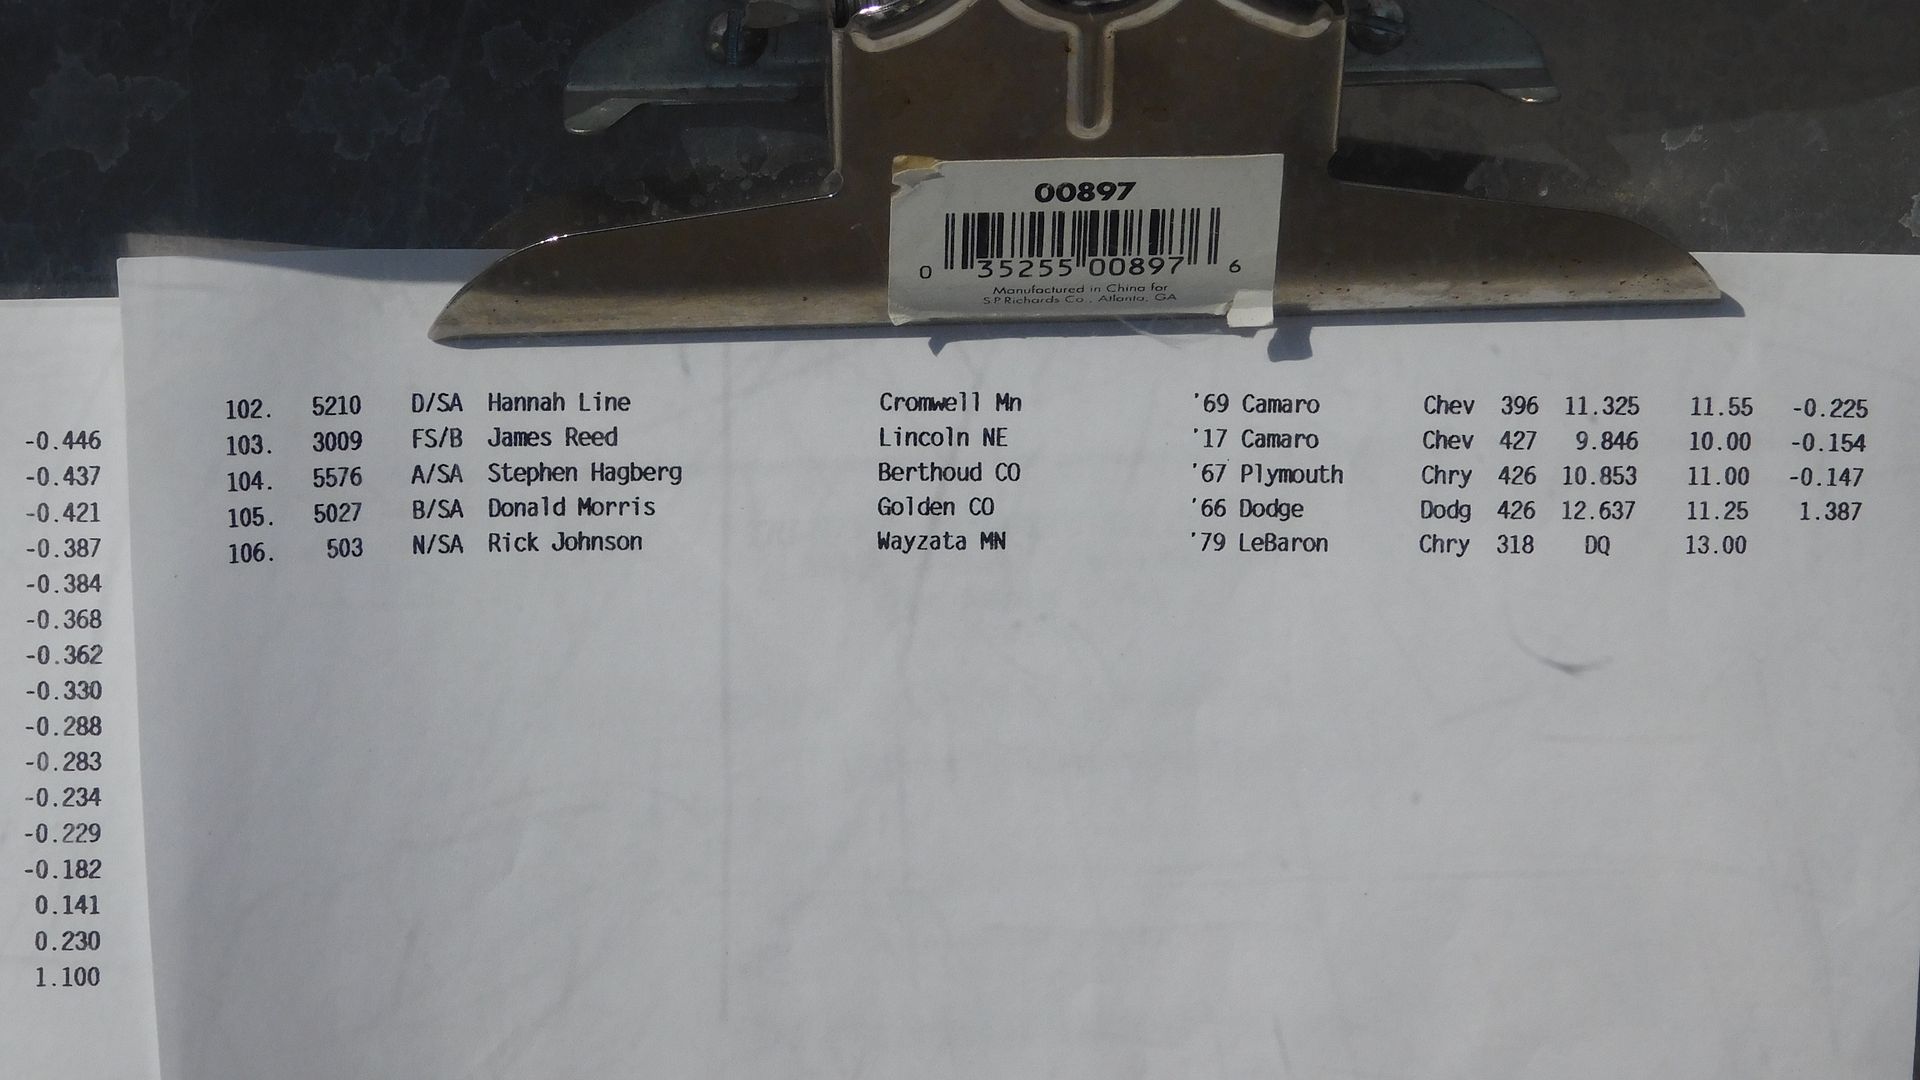 00897
0 35255 00897 6
Manufactured in China for
S.P. Richards Co., Atlanta, GA
102. 5210 D/SA Hannah Line Cromwell Mn '69 Camaro Chev 396 11.325 11.55 -0.225
103. 3009 FS/B James Reed Lincoln NE '17 Camaro Chev 427 9.846 10.00 -0.154
104. 5576 A/SA Stephen Hagberg Berthoud CO '67 Plymouth Chry 426 10.853 11.00 -0.147
105. 5027 B/SA Donald Morris Golden CO '66 Dodge Dodg 426 12.637 11.25 1.387
106. 503 N/SA Rick Johnson Wayzata MN '79 LeBaron Chry 318 DQ 13.00
-0.446
-0.437
-0.421
-0.387
-0.384
-0.368
-0.362
-0.330
-0.288
-0.283
-0.234
-0.229
-0.182
0.141
0.230
1.100